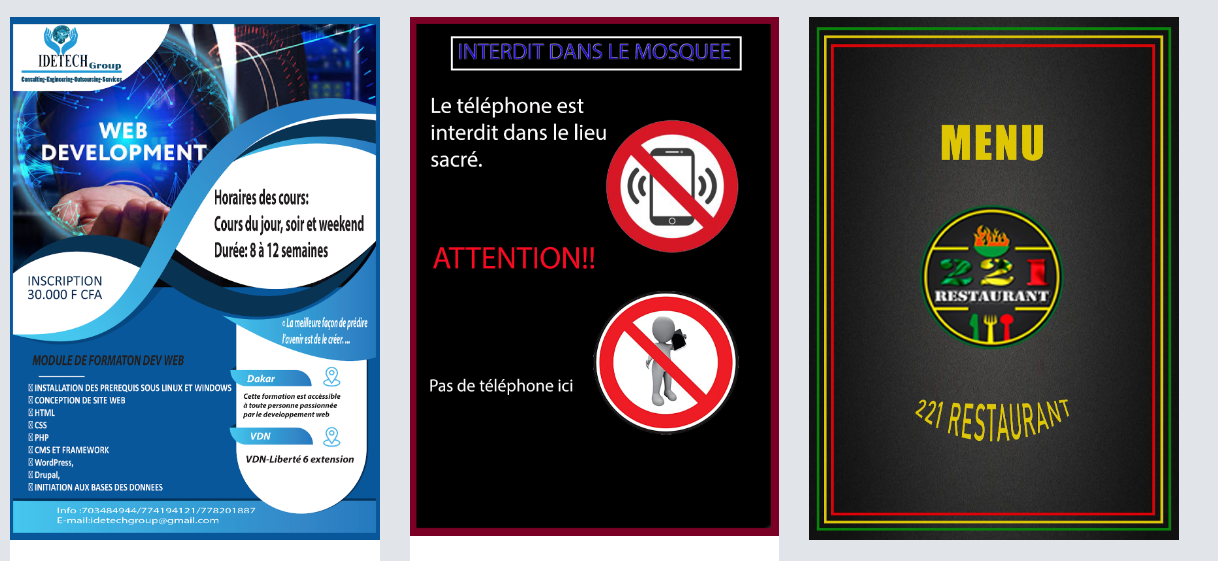 IDETECH Group
Consulting-Engineering-Outsourcing-Services
WEB
DEVELOPMENT
Horaires des cours:
Cours du jour, soir et weekend
Durée: 8 à 12 semaines
INSCRIPTION
30.000 F CFA
« La meilleure façon de prédire
l'avenir est de le créer. ...
MODULE DE FORMATON DEV WEB
INSTALLATION DES PREREQUIS SOUS LINUX ET WINDOWS
CONCEPTION DE SITE WEB
HTML
CSS
PHP
CMS ET FRAMEWORK
WordPress,
Drupal,
INITIATION AUX BASES DES DONNEES
Dakar
Cette formation est accèssible
à toute personne passionnée
par le developpement web
VDN
VDN-Liberté 6 extension
Info :703484944/774194121/778201887
E-mail:idetechgroup@gmail.com
INTERDIT DANS LE MOSQUEE
Le téléphone est
interdit dans le lieu
sacré.
ATTENTION!!
Pas de téléphone ici
MENU
221
RESTAURANT
221 RESTAURANT